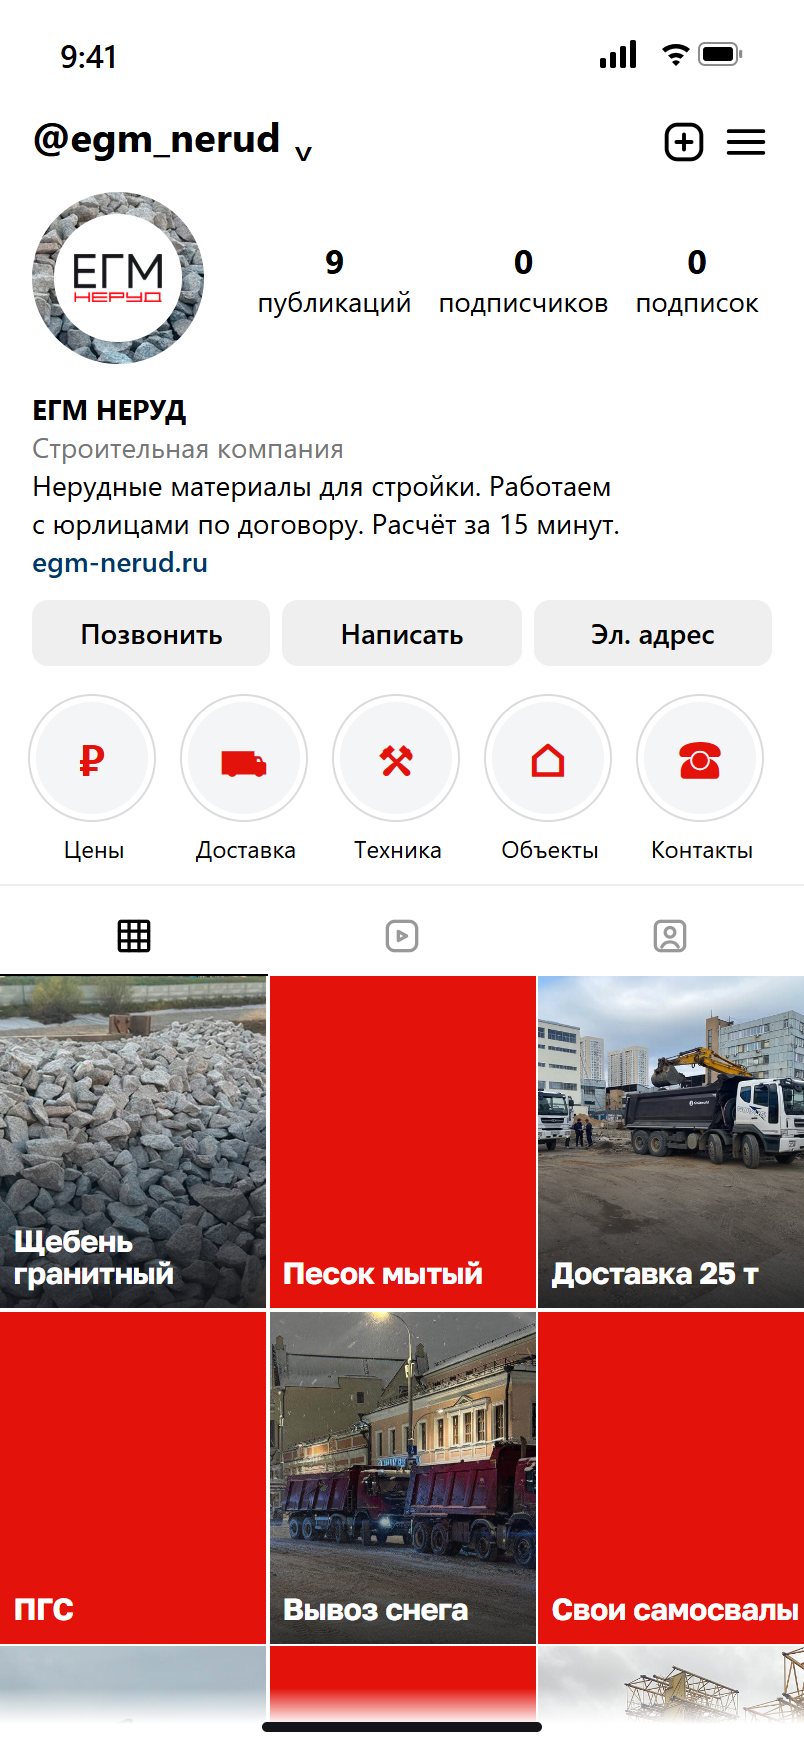 9:41
@egm_nerud
ЕГМ
НЕРУД
9
публикаций
0
подписчиков
0
подписок
ЕГМ НЕРУД
Строительная компания
Нерудные материалы для стройки. Работаем
с юрлицами по договору. Расчёт за 15 минут.
egm-nerud.ru
Позвонить
Написать
Эл. адрес
₽
Цены
Доставка
Техника
Объекты
Контакты
Щебень
гранитный
Песок мытый
Доставка 25 т
ПГС
Вывоз снега
Свои самосвалы